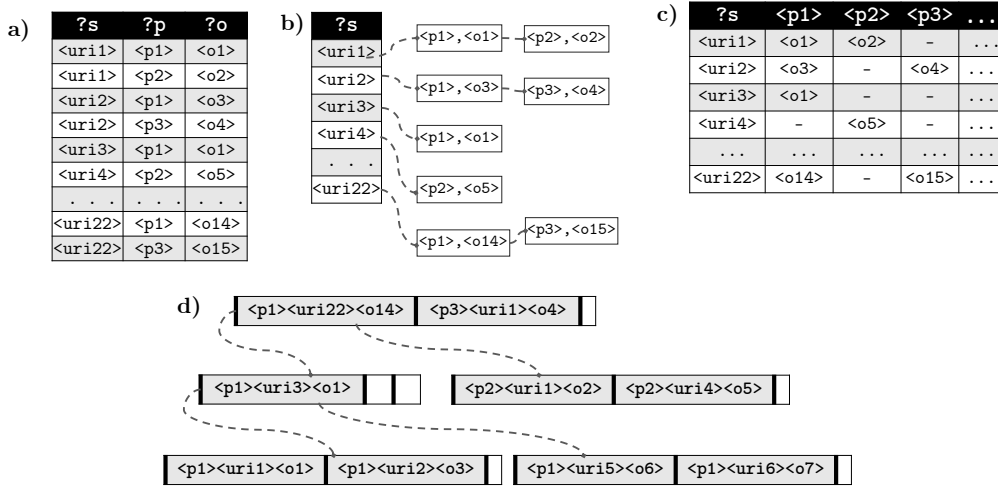 a)
?s ?p ?o
<uri1> <p1> <o1>
<uri1> <p2> <o2>
<uri2> <p1> <o3>
<uri2> <p3> <o4>
<uri3> <p1> <o1>
<uri4> <p2> <o5>
. . . . . . . . .
<uri22> <p1> <o14>
<uri22> <p3> <o15>
b)
?s
<uri1> <p1>,<o1> <p2>,<o2>
<uri2> <p1>,<o3> <p3>,<o4>
<uri3> <p1>,<o1>
<uri4> <p2>,<o5>
. . .
<uri22> <p1>,<o14> <p3>,<o15>
c)
?s <p1> <p2> <p3> ...
<uri1> <o1> <o2> - ...
<uri2> <o3> - <o4> ...
<uri3> <o1> - - ...
<uri4> - <o5> - ...
... ... ... ... ...
<uri22> <o14> - <o15> ...
d)
<p1><uri22><o14> <p3><uri1><o4>
<p1><uri3><o1> <p2><uri1><o2> <p2><uri4><o5>
<p1><uri1><o1> <p1><uri2><o3> <p1><uri5><o6> <p1><uri6><o7>